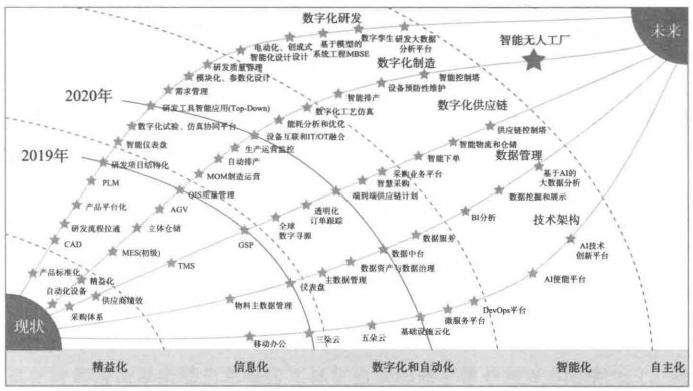 数字化研发
未来
电动化、创成式
智能化设计设计
基于模型的
系统工程MBSE
数字孪生
研发大数据
分析平台
智能无人工厂
研发质量管理
模块化、参数化设计
需求管理
数字化制造
智能控制塔
设备预防性维护
智能排产
2020年
研发工具智能应用(Top-Down)
数字化工艺仿真
数字化供应链
数字化试验、仿真协同平台
能耗分析和优化
供应链控制塔
智能仪表盘
设备互联和IT/OT融合
智能物流和仓储
2019年
生产运营监控
智能下单
数据管理
研发项目结构化
自动排产
采购业务平台
基于AI的
大数据分析
PLM
MOM制造运营
智慧采购
QIS质量管理
端到端供应链计划
数据挖掘和展示
产品平台化
AGV
透明化
订单跟踪
BI分析
技术架构
研发流程拉通
立体仓储
全球
数字寻源
CAD
GSP
数据服务
AI技术
创新平台
MES(初级)
数据中台
TMS
数据资产与数据治理
产品标准化
精益化
主数据管理
AI使能平台
自动化设备
仪表盘
供应商绩效
物料主数据管理
DevOps平台
采购体系
微服务平台
现状
三朵云
五朵云
基础设施云化
移动办公
精益化
信息化
数字化和自动化
智能化
自主化